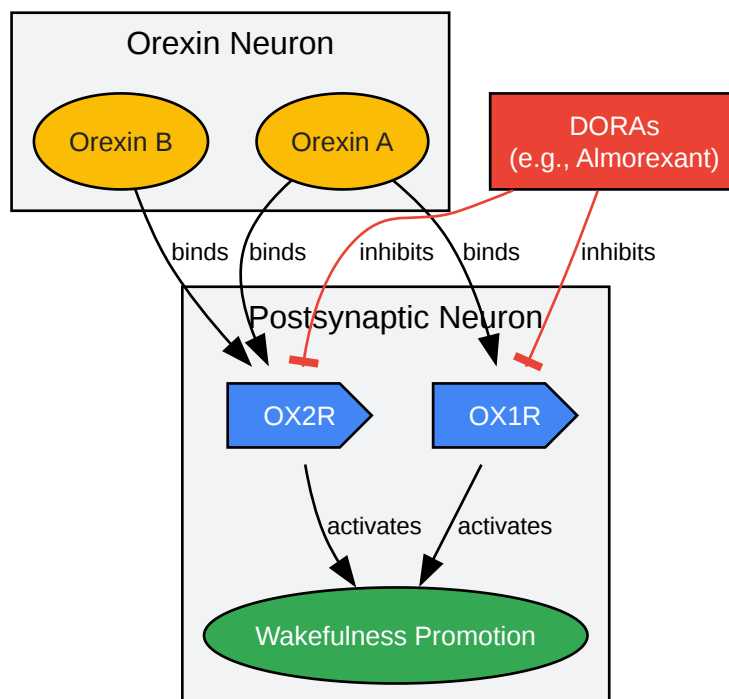 Orexin Neuron
Orexin B
Orexin A
DORAs
(e.g., Almorexant)
binds
binds
inhibits
binds
inhibits
Postsynaptic Neuron
OX2R
OX1R
activates
activates
Wakefulness Promotion